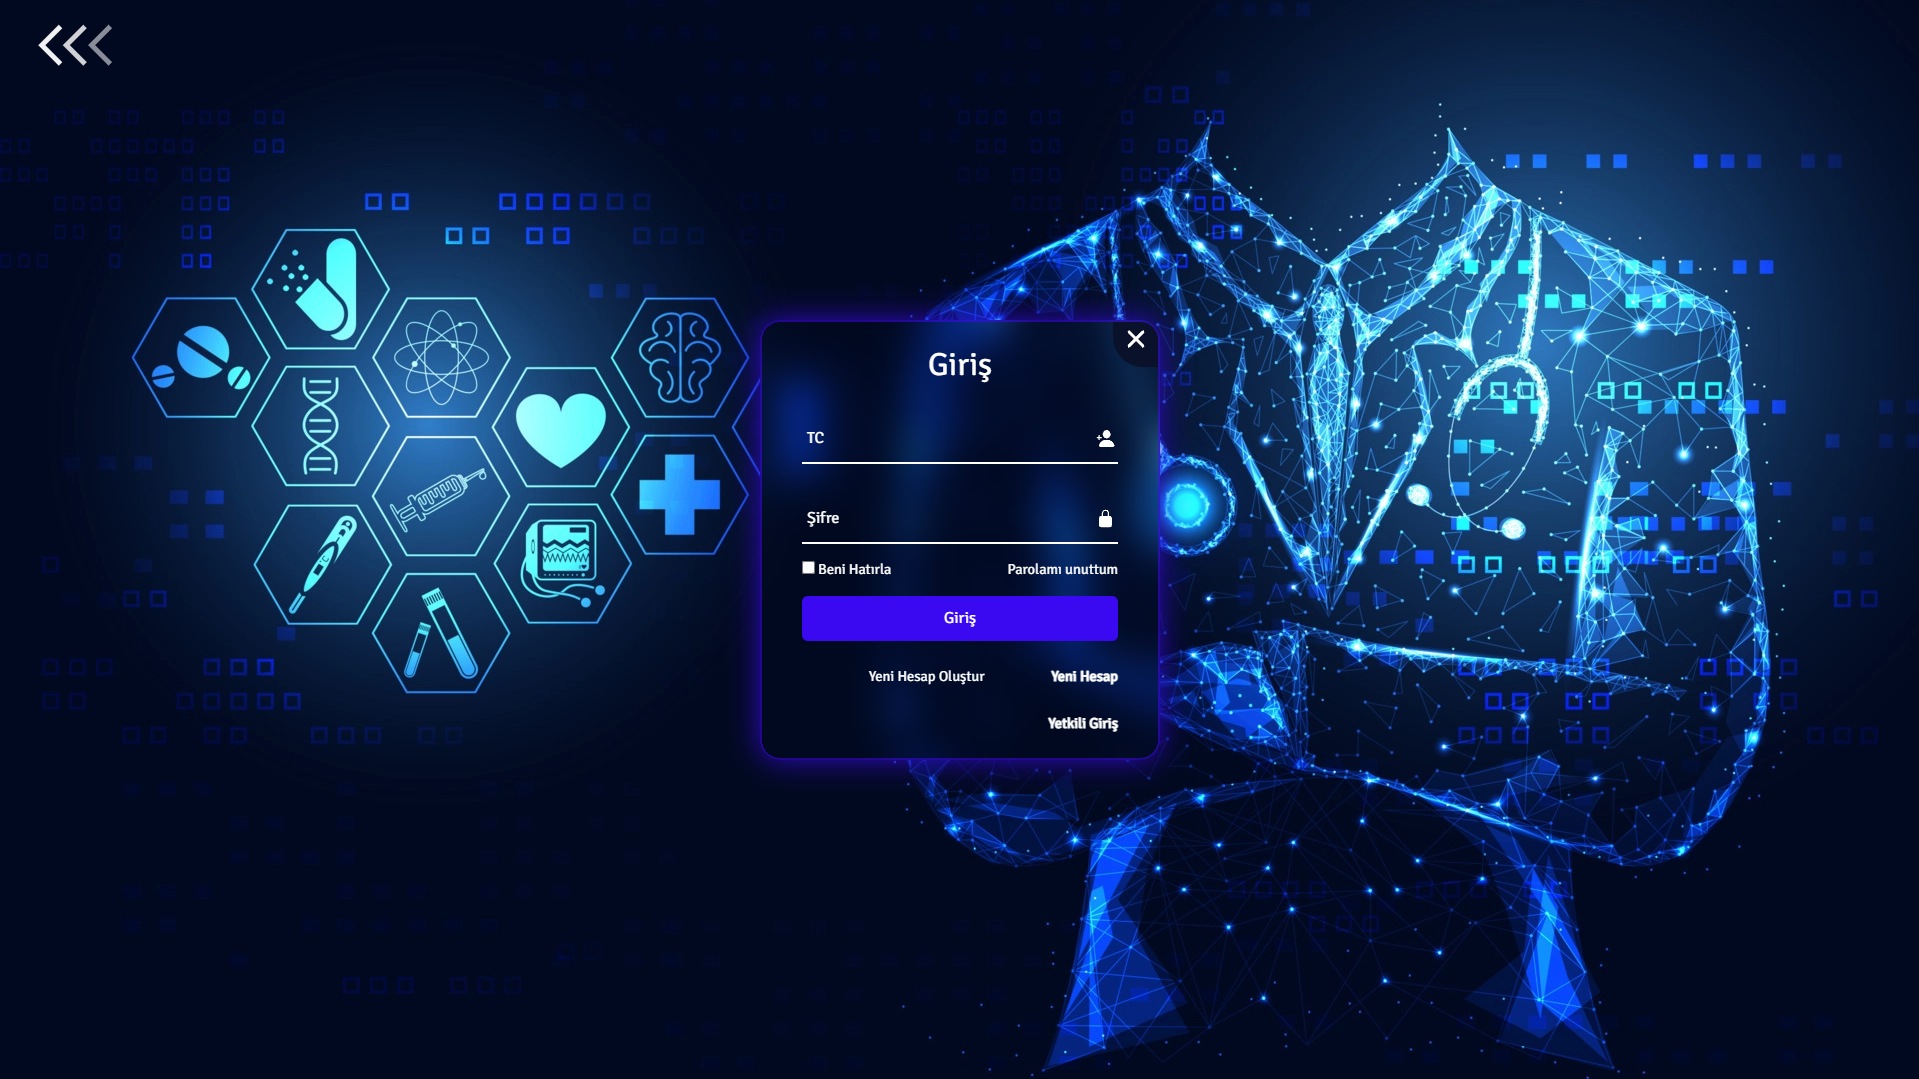 Giriş
TC
Şifre
Beni Hatırla Parolamı unuttum
Giriş
Yeni Hesap Oluştur Yeni Hesap
Yetkili Giriş